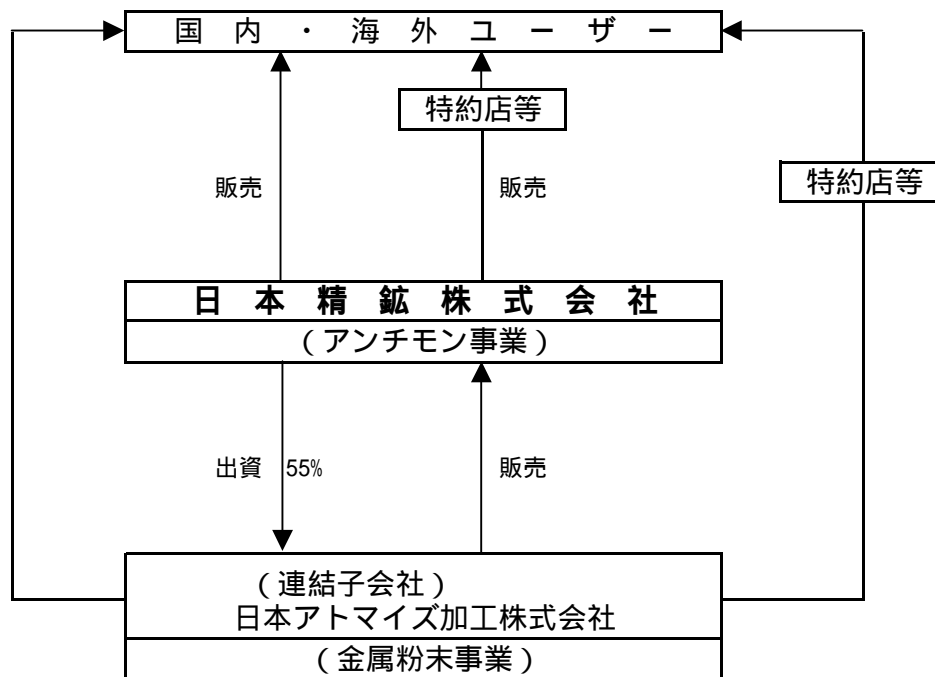 国 内 ・ 海 外 ユ ー ザ ー
特約店等
特約店等
販売
販売
日 本 精 鉱 株 式 会 社
（アンチモン事業）
出資 55%
販売
（連結子会社）
日本アトマイズ加工株式会社
（金属粉末事業）